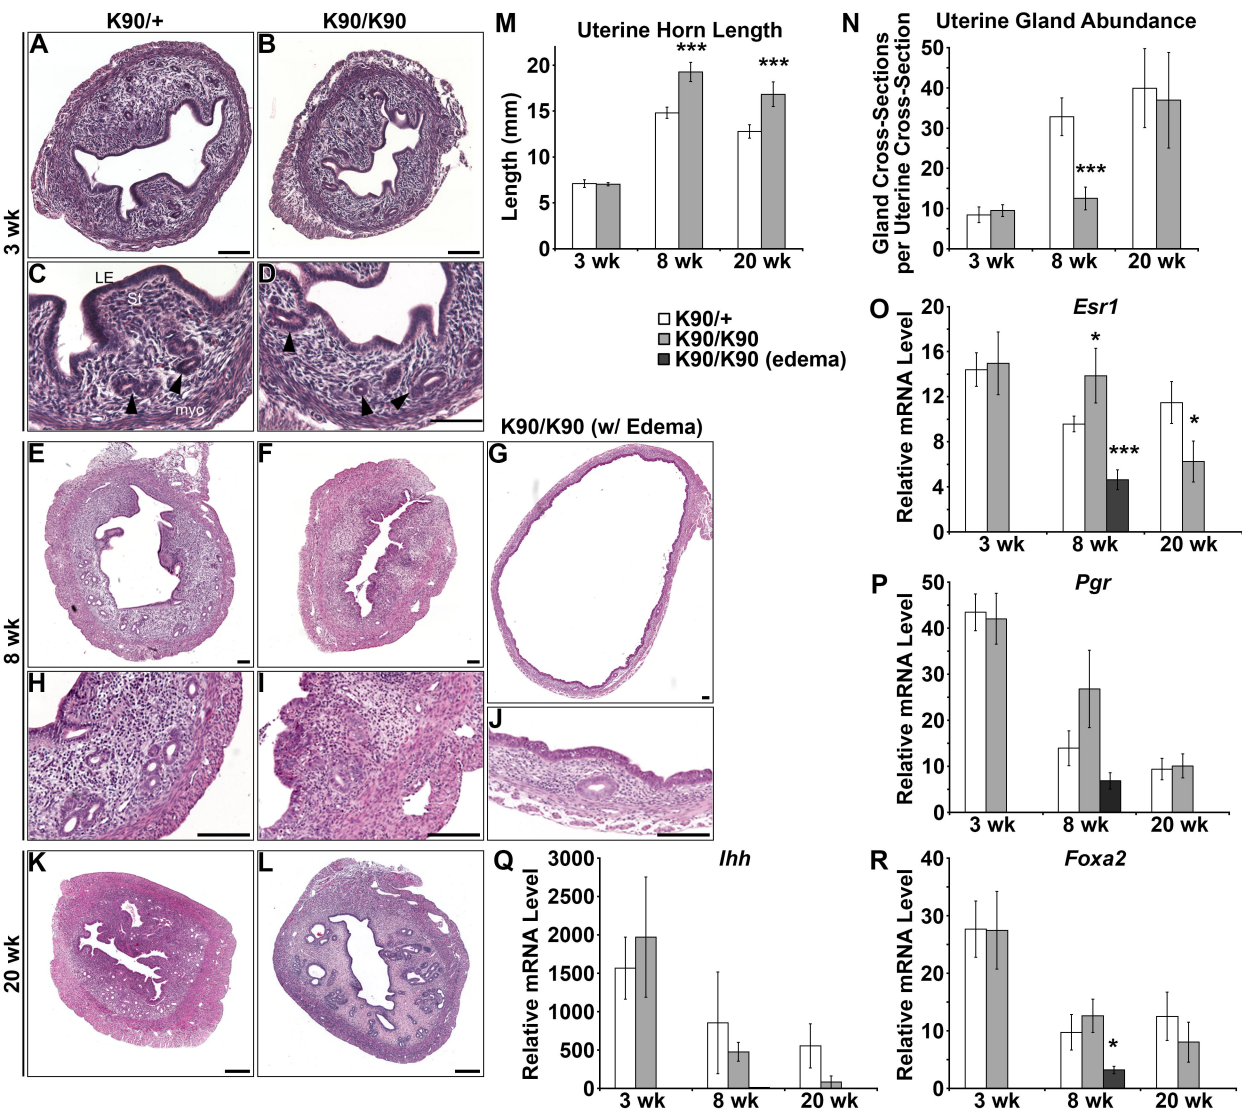 K90/+
K90/K90
A
B
3 wk
C
LE
St
myo
D
K90/K90 (w/ Edema)
E
F
G
8 wk
H
I
J
20 wk
K
L
M
Uterine Horn Length
Length (mm)
20
15
10
5
0
***
***
3 wk
8 wk
20 wk
K90/+
K90/K90
K90/K90 (edema)
N
Uterine Gland Abundance
Gland Cross-Sections
per Uterine Cross-Section
50
40
30
20
10
0
***
3 wk
8 wk
20 wk
O
Esr1
Relative mRNA Level
20
16
12
8
4
0
*
***
*
3 wk
8 wk
20 wk
P
Pgr
Relative mRNA Level
50
40
30
20
10
0
3 wk
8 wk
20 wk
Q
Ihh
Relative mRNA Level
3000
2500
2000
1500
1000
500
0
3 wk
8 wk
20 wk
R
Foxa2
Relative mRNA Level
40
30
20
10
0
*
3 wk
8 wk
20 wk